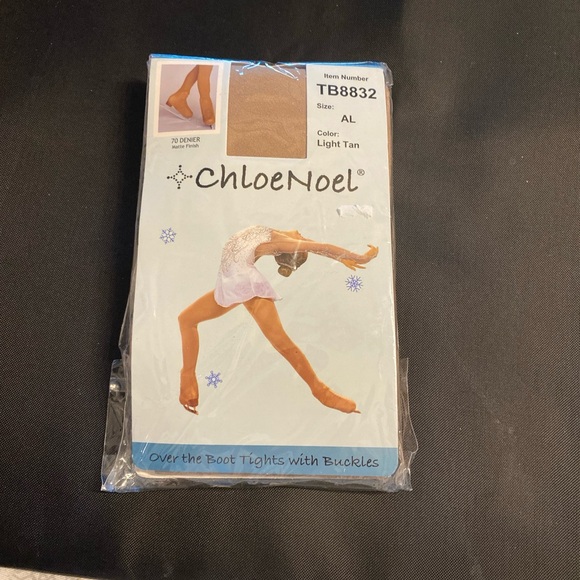 Item Number
TB8832
Size:
AL
Color:
Light Tan
70 DENIER
Matte Finish
ChloeNoel®
Over the Boot Tights with Buckles